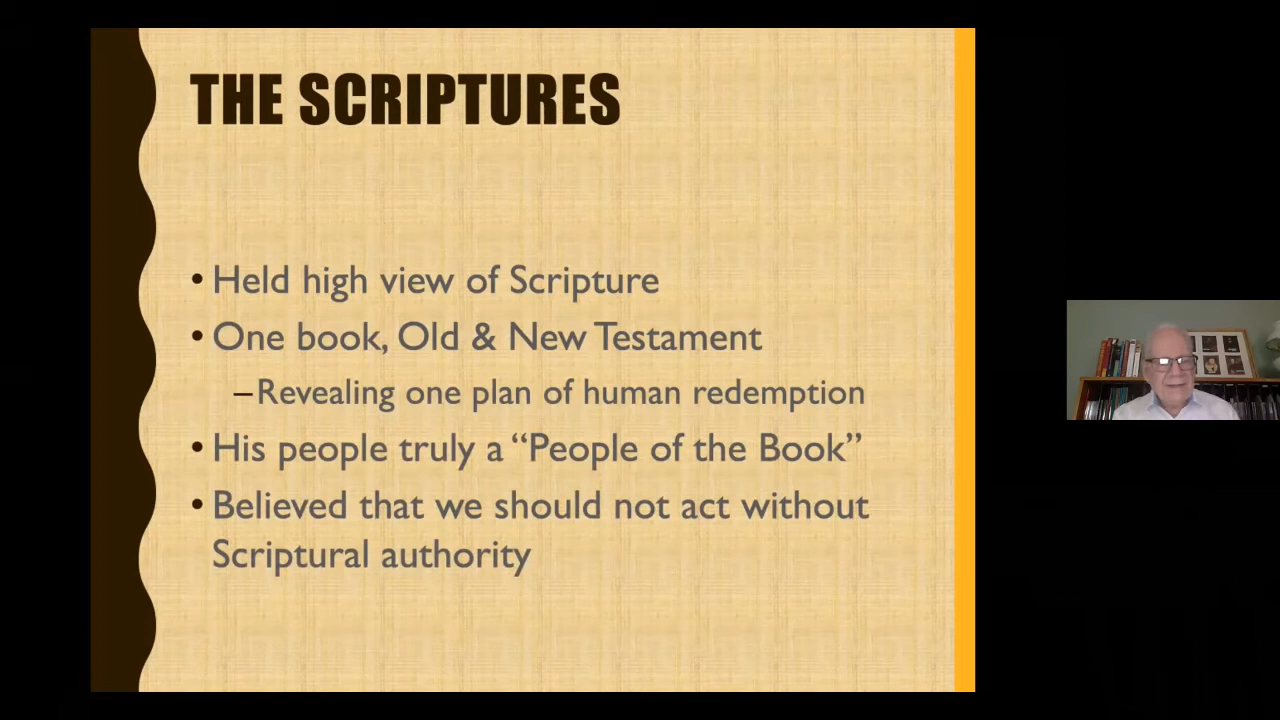 THE SCRIPTURES
• Held high view of Scripture
• One book, Old & New Testament
–Revealing one plan of human redemption
• His people truly a “People of the Book”
• Believed that we should not act without
Scriptural authority